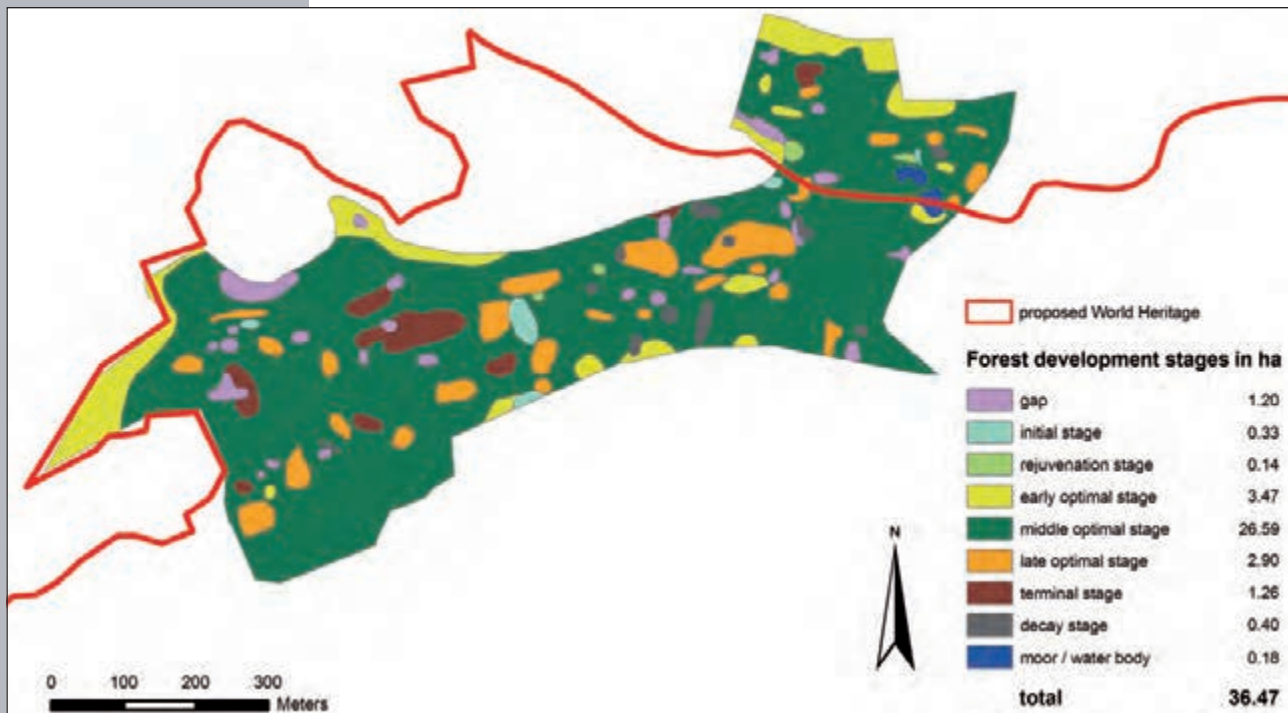 proposed World Heritage
Forest development stages in ha
gap 1.20
initial stage 0.33
rejuvenation stage 0.14
early optimal stage 3.47
middle optimal stage 26.59
late optimal stage 2.90
terminal stage 1.26
decay stage 0.40
moor / water body 0.18
total 36.47
N
0 100 200 300
Meters